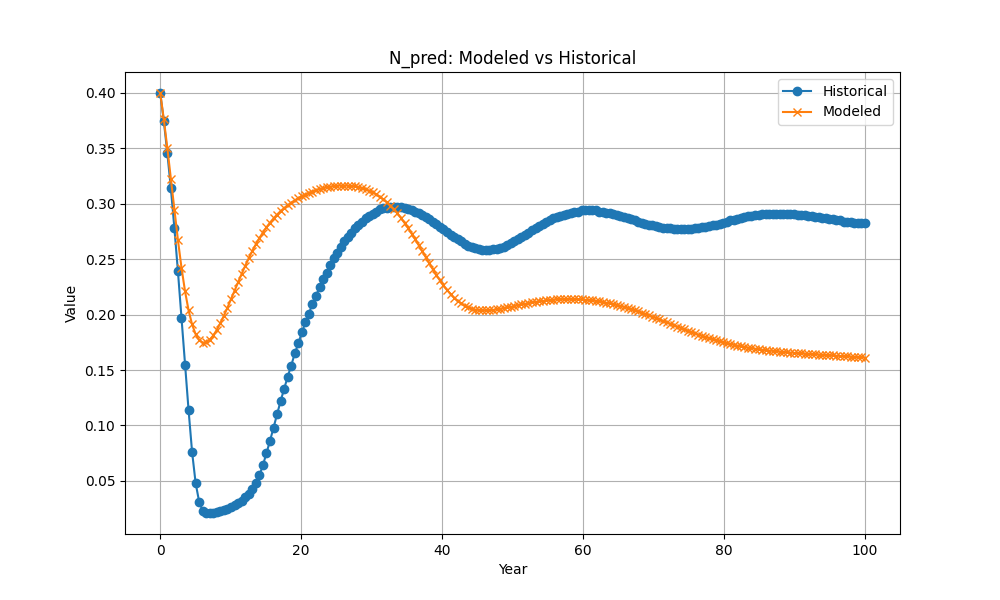 N_pred: Modeled vs Historical
Historical
Modeled
0.40
0.35
0.30
0.25
0.20
0.15
0.10
0.05
Value
0 20 40 60 80 100
Year